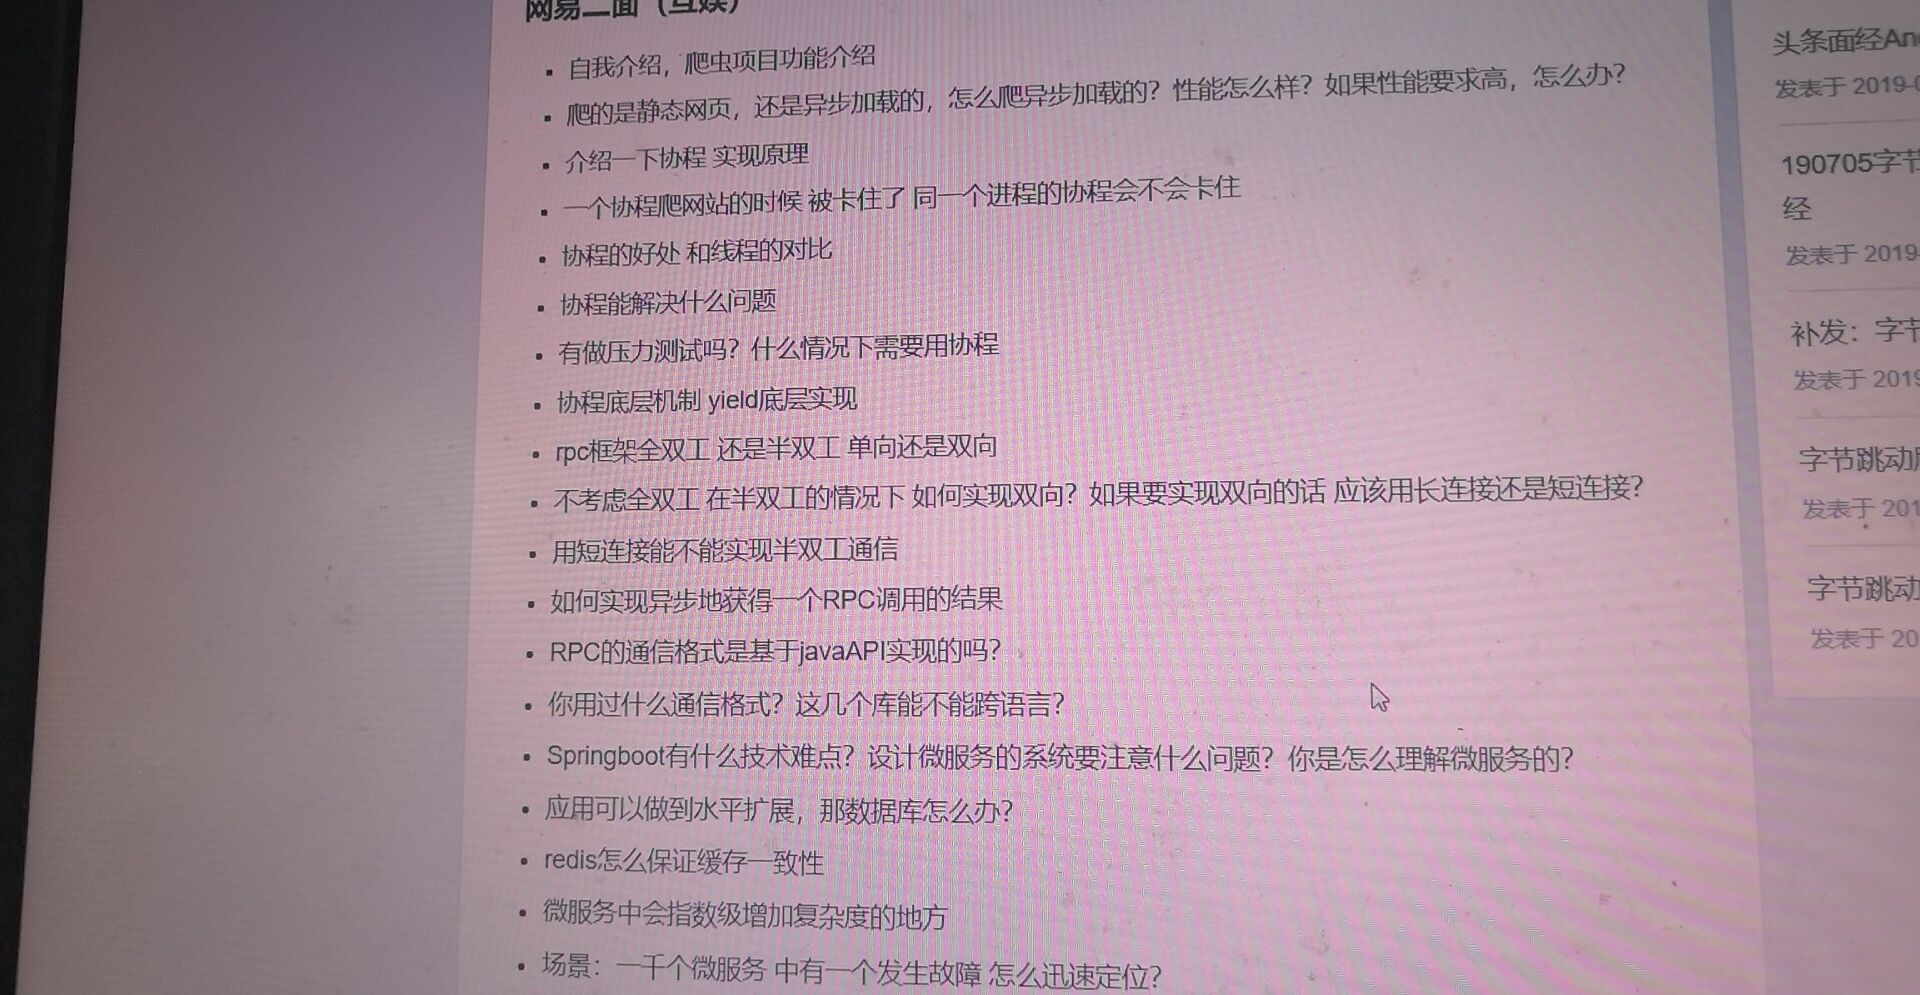 网易二面（互娱）
自我介绍，爬虫项目功能介绍
爬的是静态网页，还是异步加载的，怎么爬异步加载的？性能怎么样？如果性能要求高，怎么办？
介绍一下协程 实现原理
一个协程爬网站的时候 被卡住了 同一个进程的协程会不会卡住
协程的好处 和线程的对比
协程能解决什么问题
有做压力测试吗？什么情况下需要用协程
协程底层机制 yield底层实现
rpc框架全双工 还是半双工 单向还是双向
不考虑全双工 在半双工的情况下 如何实现双向？如果要实现双向的话 应该用长连接还是短连接？
用短连接能不能实现半双工通信
如何实现异步地获得一个RPC调用的结果
RPC的通信格式是基于javaAPI实现的吗？
你用过什么通信格式？这几个库能不能跨语言？
Springboot有什么技术难点？设计微服务的系统要注意什么问题？你是怎么理解微服务的？
应用可以做到水平扩展，那数据库怎么办？
redis怎么保证缓存一致性
微服务中会指数级增加复杂度的地方
场景：一千个微服务 中有一个发生故障 怎么迅速定位？
头条面经An
发表于 2019-0
190705字节
经
发表于 2019
补发：字节
发表于 2019
字节跳动
发表于 201
字节跳动
发表于 20